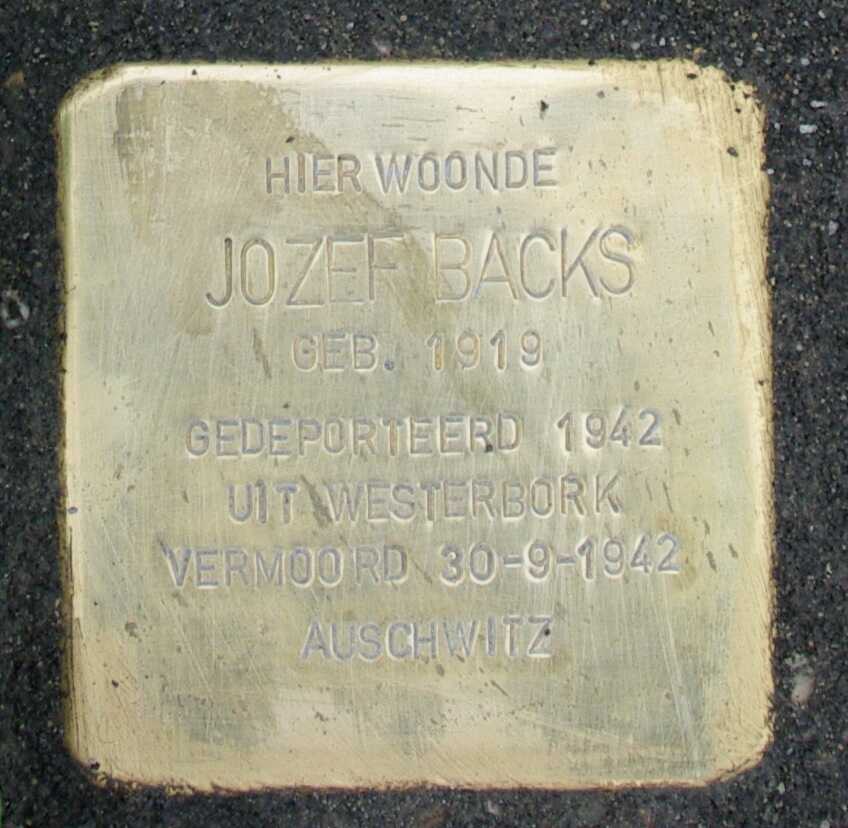 HIER WOONDE
JOZEF BACKS
GEB. 1919
GEDEPORTEERD 1942
UIT WESTERBORK
VERMOORD 30-9-1942
AUSCHWITZ